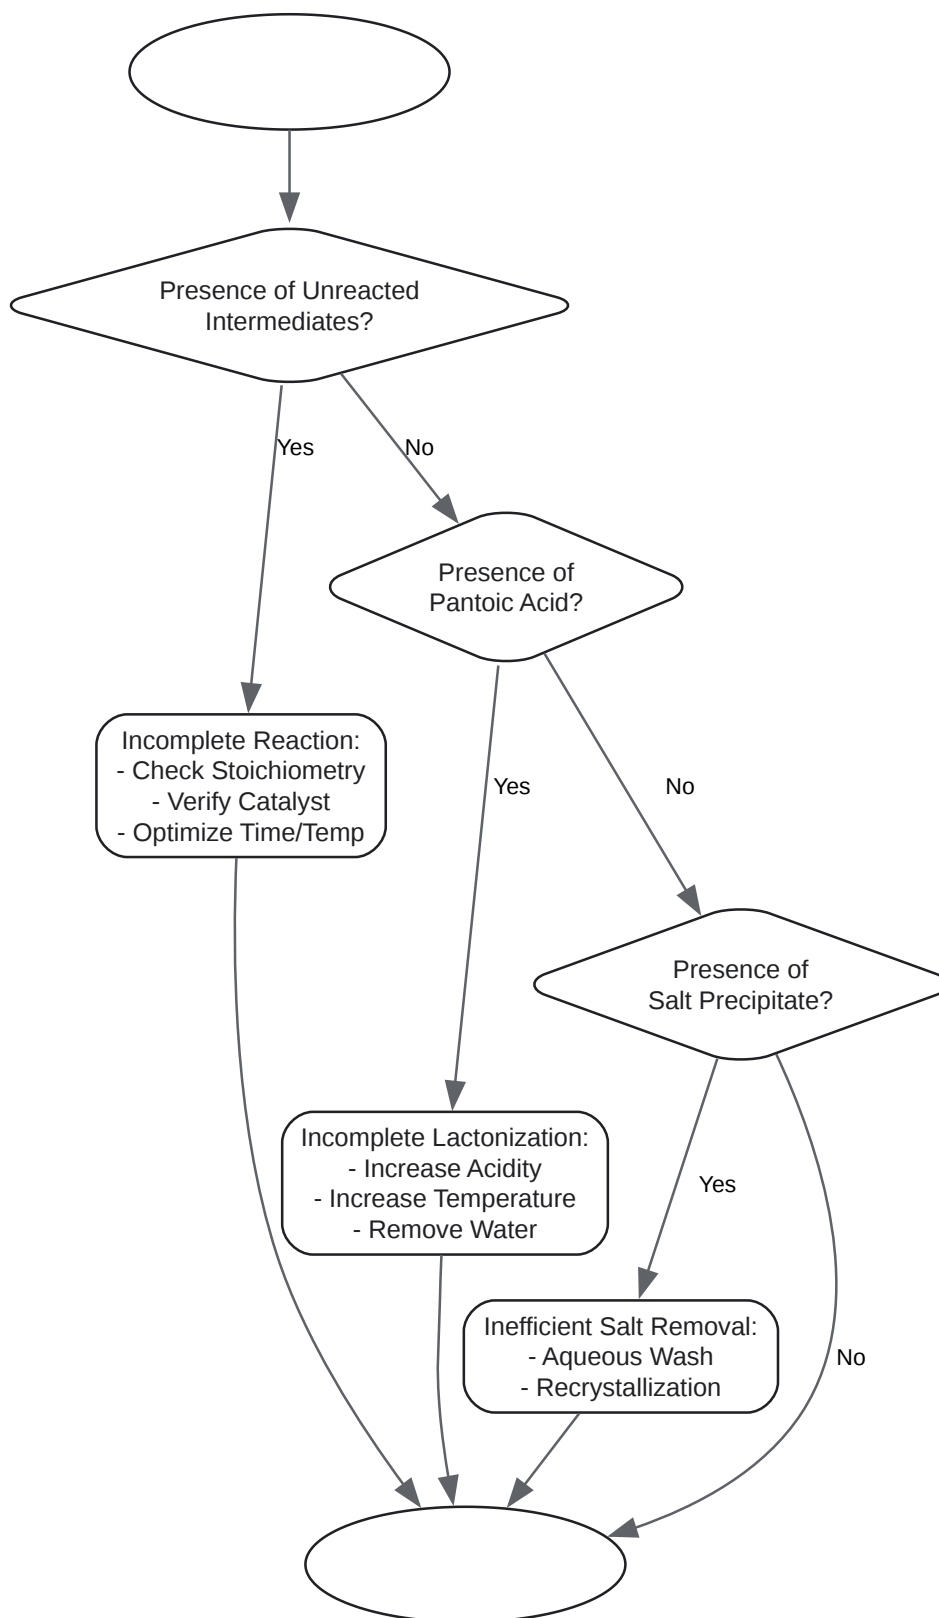 Presence of Unreacted
Intermediates?
Yes
No
Presence of
Pantoic Acid?
Incomplete Reaction:
- Check Stoichiometry
- Verify Catalyst
- Optimize Time/Temp
Yes
No
Presence of
Salt Precipitate?
Incomplete Lactonization:
- Increase Acidity
- Increase Temperature
- Remove Water
Yes
Inefficient Salt Removal:
- Aqueous Wash
- Recrystallization
No